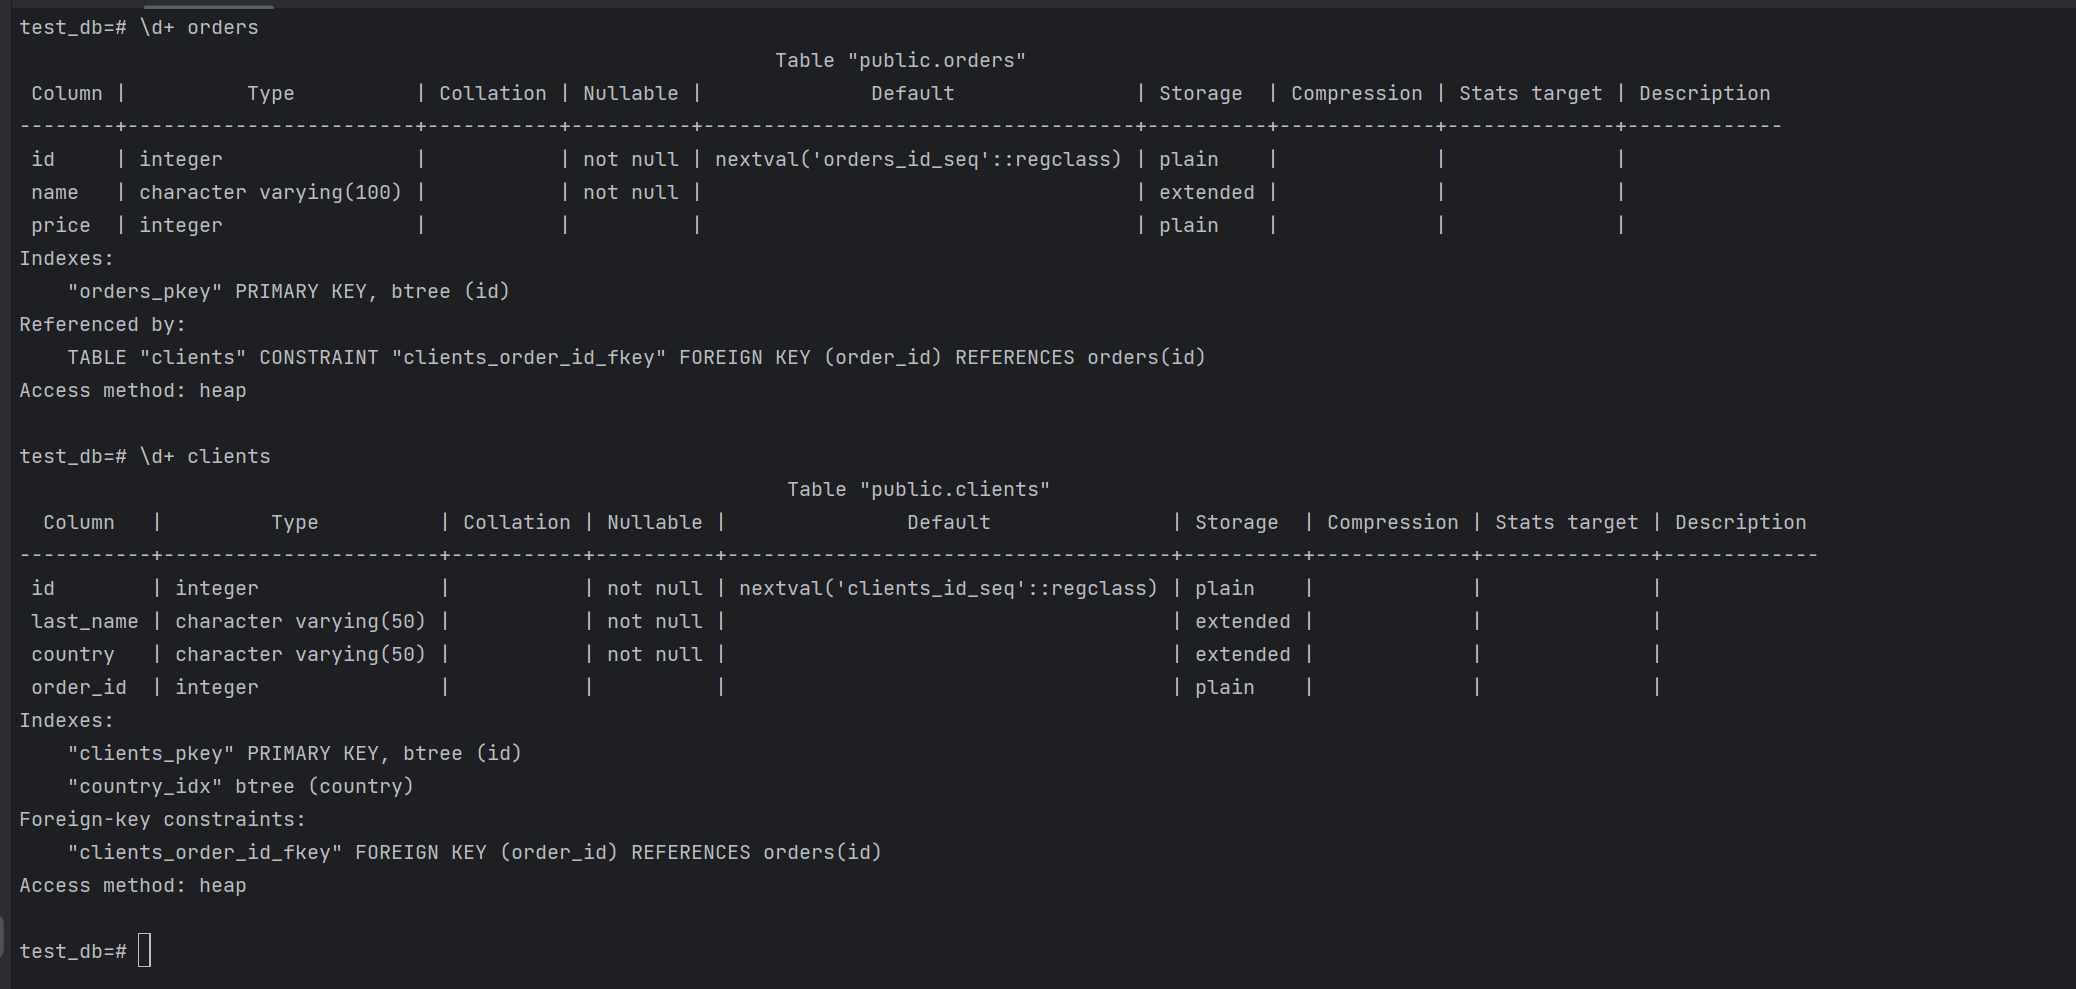 test_db=# \d+ orders
                                                               Table "public.orders"
 Column |          Type          | Collation | Nullable |              Default               | Storage  | Compression | Stats target | Description
--------+------------------------+-----------+----------+------------------------------------+----------+-------------+--------------+-------------
 id     | integer                |           | not null | nextval('orders_id_seq'::regclass) | plain    |             |              |
 name   | character varying(100) |           | not null |                                    | extended |             |              |
 price  | integer                |           |          |                                    | plain    |             |              |
Indexes:
    "orders_pkey" PRIMARY KEY, btree (id)
Referenced by:
    TABLE "clients" CONSTRAINT "clients_order_id_fkey" FOREIGN KEY (order_id) REFERENCES orders(id)
Access method: heap

test_db=# \d+ clients
                                                                Table "public.clients"
  Column   |         Type          | Collation | Nullable |               Default               | Storage  | Compression | Stats target | Description
-----------+-----------------------+-----------+----------+-------------------------------------+----------+-------------+--------------+-------------
 id        | integer               |           | not null | nextval('clients_id_seq'::regclass) | plain    |             |              |
 last_name | character varying(50) |           | not null |                                     | extended |             |              |
 country   | character varying(50) |           | not null |                                     | extended |             |              |
 order_id  | integer               |           |          |                                     | plain    |             |              |
Indexes:
    "clients_pkey" PRIMARY KEY, btree (id)
    "country_idx" btree (country)
Foreign-key constraints:
    "clients_order_id_fkey" FOREIGN KEY (order_id) REFERENCES orders(id)
Access method: heap

test_db=#